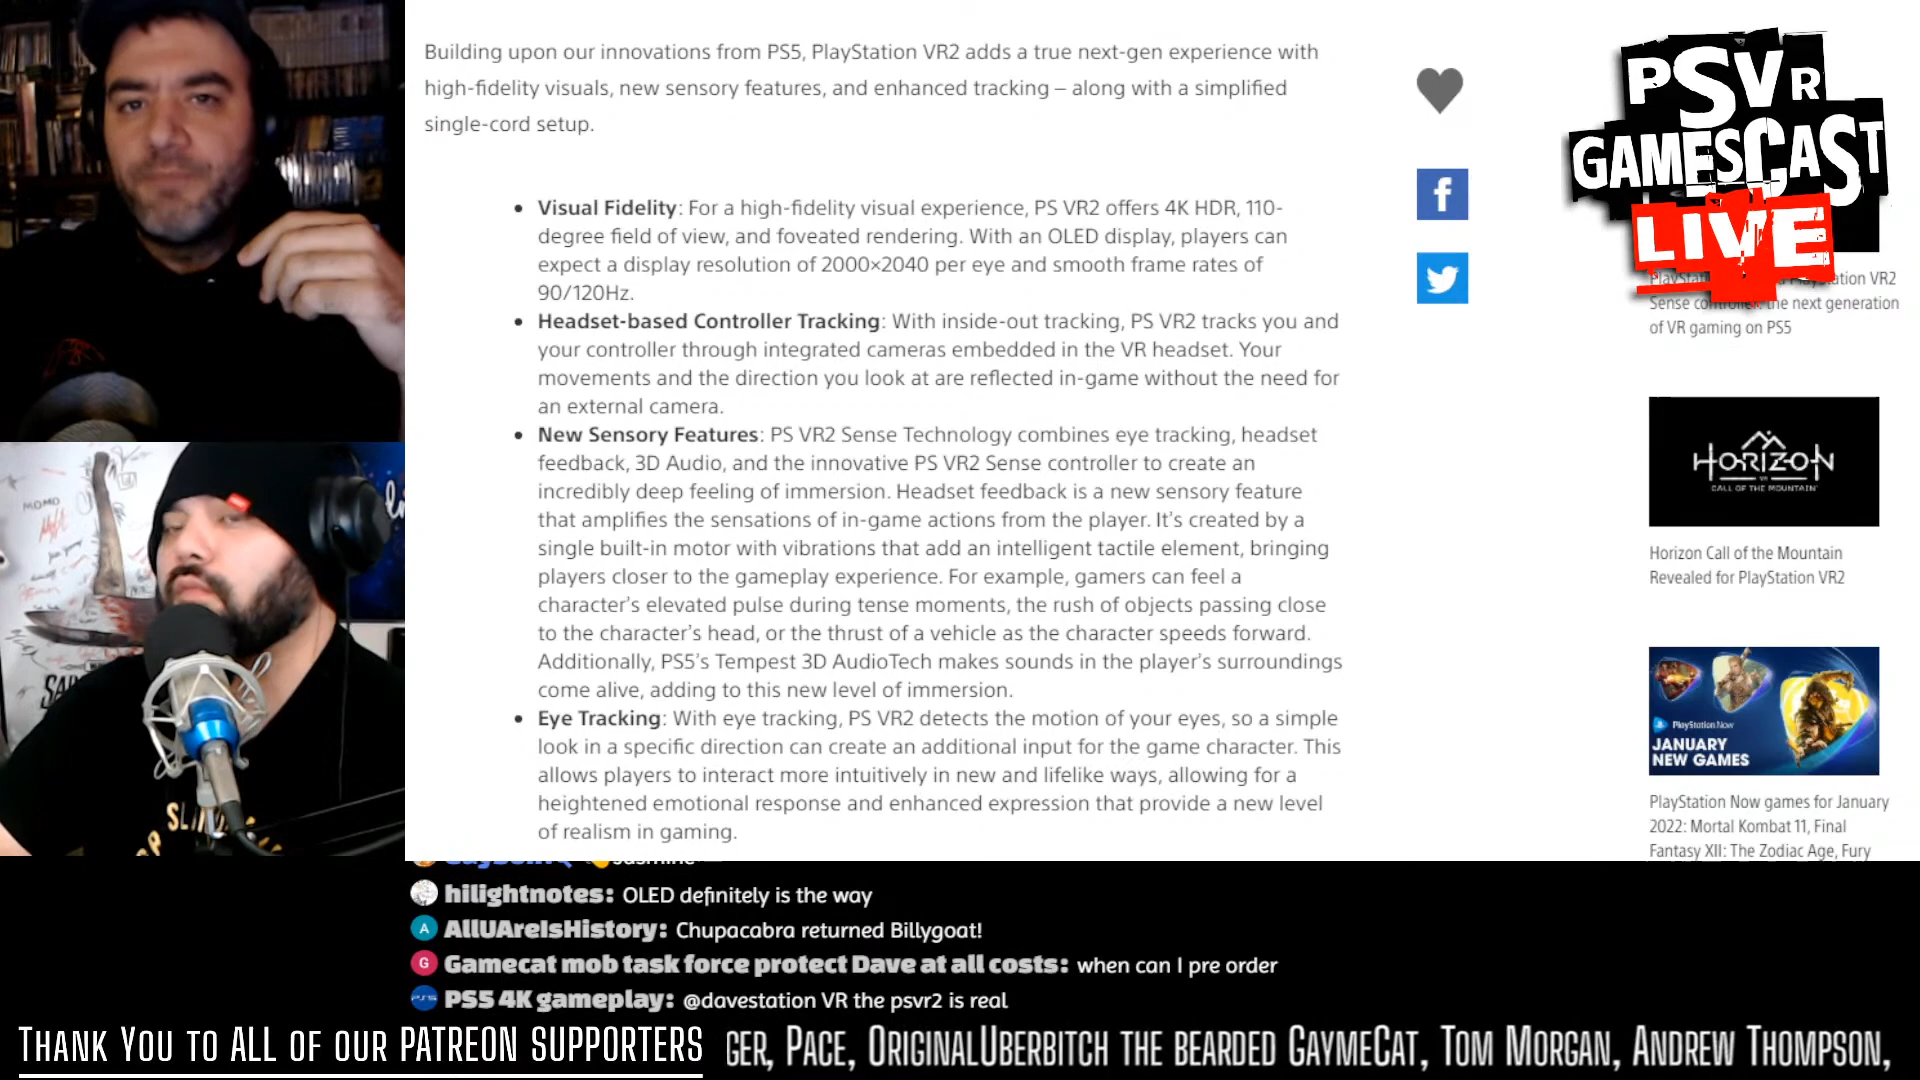 Building upon our innovations from PS5, PlayStation VR2 adds a true next-gen experience with
high-fidelity visuals, new sensory features, and enhanced tracking – along with a simplified
single-cord setup.
• Visual Fidelity: For a high-fidelity visual experience, PS VR2 offers 4K HDR, 110-
degree field of view, and foveated rendering. With an OLED display, players can
expect a display resolution of 2000×2040 per eye and smooth frame rates of
90/120Hz.
• Headset-based Controller Tracking: With inside-out tracking, PS VR2 tracks you and
your controller through integrated cameras embedded in the VR headset. Your
movements and the direction you look at are reflected in-game without the need for
an external camera.
• New Sensory Features: PS VR2 Sense Technology combines eye tracking, headset
feedback, 3D Audio, and the innovative PS VR2 Sense controller to create an
incredibly deep feeling of immersion. Headset feedback is a new sensory feature
that amplifies the sensations of in-game actions from the player. It’s created by a
single built-in motor with vibrations that add an intelligent tactile element, bringing
players closer to the gameplay experience. For example, gamers can feel a
character’s elevated pulse during tense moments, the rush of objects passing close
to the character’s head, or the thrust of a vehicle as the character speeds forward.
Additionally, PS5’s Tempest 3D AudioTech makes sounds in the player’s surroundings
come alive, adding to this new level of immersion.
• Eye Tracking: With eye tracking, PS VR2 detects the motion of your eyes, so a simple
look in a specific direction can create an additional input for the game character. This
allows players to interact more intuitively in new and lifelike ways, allowing for a
heightened emotional response and enhanced expression that provide a new level
of realism in gaming.
f
PSVR
GAMESCAST
LIVE
VR2
Sense the next generation
of VR gaming on PS5
HORIZON
VR
CALL OF THE MOUNTAIN
Horizon Call of the Mountain
Revealed for PlayStation VR2
PlayStation Now
JANUARY
NEW GAMES
PlayStation Now games for January
2022: Mortal Kombat 11, Final
Fantasy XII: The Zodiac Age, Fury
MOMO
hilightnotes: OLED definitely is the way
A AllUAreIsHistory: Chupacabra returned Billygoat!
G Gamecat mob task force protect Dave at all costs: when can I pre order
PS5 PS5 4K gameplay: @davestation VR the psvr2 is real
THANK YOU TO ALL OF OUR PATREON SUPPORTERS GER, PACE, ORIGINALUBERBITCH THE BEARDED GAYMECAT, TOM MORGAN, ANDREW THOMPSON,